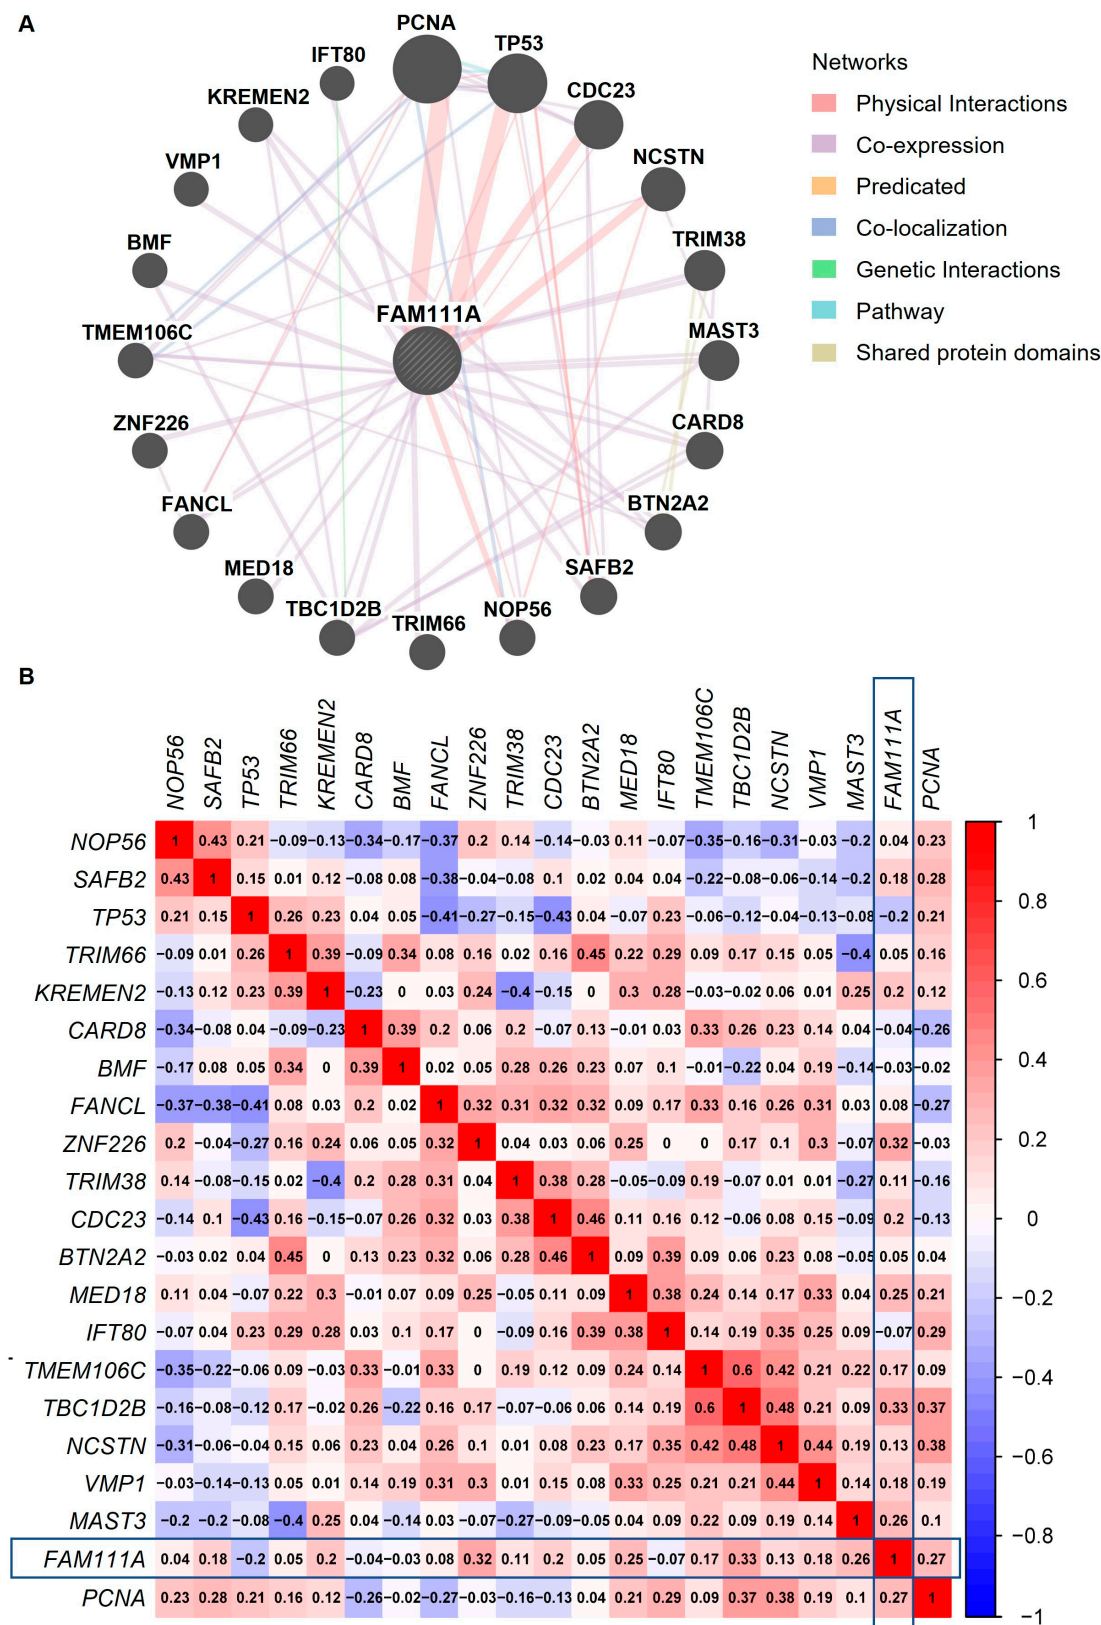 A
PCNA
TP53
IFT80
CDC23
KREMEN2
NCSTN
VMP1
TRIM38
BMF
FAM111A
TMEM106C
MAST3
ZNF226
CARD8
FANCL
BTN2A2
MED18
SAFB2
TBC1D2B
NOP56
TRIM66
Networks
Physical Interactions
Co-expression
Predicated
Co-localization
Genetic Interactions
Pathway
Shared protein domains
B
NOP56 SAFB2 TP53 TRIM66 KREMEN2 CARD8 BMF FANCL ZNF226 TRIM38 CDC23 BTN2A2 MED18 IFT80 TMEM106C TBC1D2B NCSTN VMP1 MAST3 FAM111A PCNA
NOP56 1 0.43 0.21 −0.09 −0.13 −0.34 −0.17 −0.37 0.2 0.14 −0.14 −0.03 0.11 −0.07 −0.35 −0.16 −0.31 −0.03 −0.2 0.04 0.23
SAFB2 0.43 1 0.15 0.01 0.12 −0.08 0.08 −0.38 −0.04 −0.08 0.1 0.02 0.04 0.04 −0.22 −0.08 −0.06 −0.14 −0.2 0.18 0.28
TP53 0.21 0.15 1 0.26 0.23 0.04 0.05 −0.41 −0.27 −0.15 −0.43 0.04 −0.07 0.23 −0.06 −0.12 −0.04 −0.13 −0.08 −0.2 0.21
TRIM66 −0.09 0.01 0.26 1 0.39 −0.09 0.34 0.08 0.16 0.02 0.16 0.45 0.22 0.29 0.09 0.17 0.15 0.05 −0.4 0.05 0.16
KREMEN2 −0.13 0.12 0.23 0.39 1 −0.23 0 0.03 0.24 −0.4 −0.15 0 0.3 0.28 −0.03 −0.02 0.06 0.01 0.25 0.2 0.12
CARD8 −0.34 −0.08 0.04 −0.09 −0.23 1 0.39 0.2 0.06 0.2 −0.07 0.13 −0.01 0.03 0.33 0.26 0.23 0.14 0.04 −0.04 −0.26
BMF −0.17 0.08 0.05 0.34 0 0.39 1 0.02 0.05 0.28 0.26 0.23 0.07 0.1 −0.01 −0.22 0.04 0.19 −0.14 −0.03 −0.02
FANCL −0.37 −0.38 −0.41 0.08 0.03 0.2 0.02 1 0.32 0.31 0.32 0.32 0.09 0.17 0.33 0.16 0.26 0.31 0.03 0.08 −0.27
ZNF226 0.2 −0.04 −0.27 0.16 0.24 0.06 0.05 0.32 1 0.04 0.03 0.06 0.25 0 0 0.17 0.1 0.3 −0.07 0.32 −0.03
TRIM38 0.14 −0.08 −0.15 0.02 −0.4 0.2 0.28 0.31 0.04 1 0.38 0.28 −0.05 −0.09 0.19 −0.07 0.01 0.01 −0.27 0.11 −0.16
CDC23 −0.14 0.1 −0.43 0.16 −0.15 −0.07 0.26 0.32 0.03 0.38 1 0.46 0.11 0.16 0.12 −0.06 0.08 0.15 −0.09 0.2 −0.13
BTN2A2 −0.03 0.02 0.04 0.45 0 0.13 0.23 0.32 0.06 0.28 0.46 1 0.09 0.39 0.09 0.06 0.23 0.08 −0.05 0.05 0.04
MED18 0.11 0.04 −0.07 0.22 0.3 −0.01 0.07 0.09 0.25 −0.05 0.11 0.09 1 0.38 0.24 0.14 0.17 0.33 0.04 0.25 0.21
IFT80 −0.07 0.04 0.23 0.29 0.28 0.03 0.1 0.17 0 −0.09 0.16 0.39 0.38 1 0.14 0.19 0.35 0.25 0.09 −0.07 0.29
TMEM106C −0.35 −0.22 −0.06 0.09 −0.03 0.33 −0.01 0.33 0 0.19 0.12 0.09 0.24 0.14 1 0.6 0.42 0.21 0.22 0.17 0.09
TBC1D2B −0.16 −0.08 −0.12 0.17 −0.02 0.26 −0.22 0.16 0.17 −0.07 −0.06 0.06 0.14 0.19 0.6 1 0.48 0.21 0.09 0.33 0.37
NCSTN −0.31 −0.06 −0.04 0.15 0.06 0.23 0.04 0.26 0.1 0.01 0.08 0.23 0.17 0.35 0.42 0.48 1 0.44 0.19 0.13 0.38
VMP1 −0.03 −0.14 −0.13 0.05 0.01 0.14 0.19 0.31 0.3 0.01 0.15 0.08 0.33 0.25 0.21 0.21 0.44 1 0.14 0.18 0.19
MAST3 −0.2 −0.2 −0.08 −0.4 0.25 0.04 −0.14 0.03 −0.07 −0.27 −0.09 −0.05 0.04 0.09 0.22 0.09 0.19 0.14 1 0.26 0.1
FAM111A 0.04 0.18 −0.2 0.05 0.2 −0.04 −0.03 0.08 0.32 0.11 0.2 0.05 0.25 −0.07 0.17 0.33 0.13 0.18 0.26 1 0.27
PCNA 0.23 0.28 0.21 0.16 0.12 −0.26 −0.02 −0.27 −0.03 −0.16 −0.13 0.04 0.21 0.29 0.09 0.37 0.38 0.19 0.1 0.27 1
1
0.8
0.6
0.4
0.2
0
−0.2
−0.4
−0.6
−0.8
−1